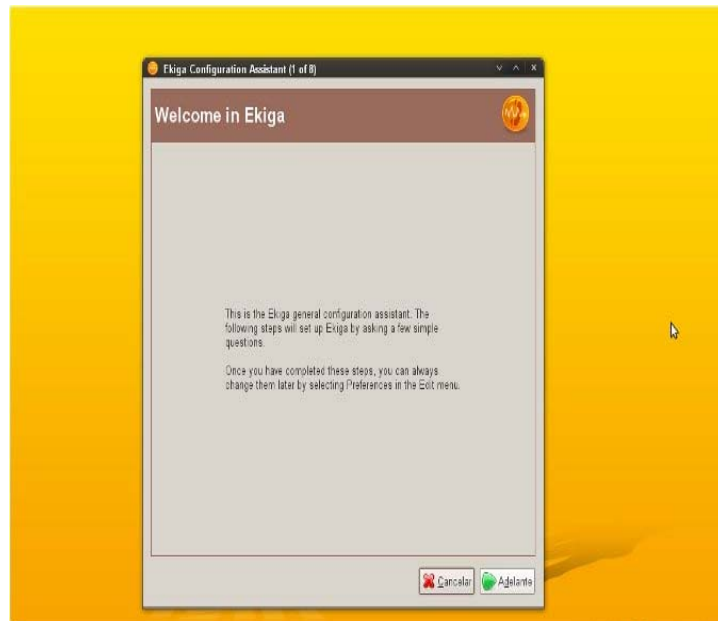 Ekiga Configuration Assistant (1 of 8)
Welcome in Ekiga
This is the Ekiga general configuration assistant. The
following steps will set up Ekiga by asking a few simple
questions.
Once you have completed these steps, you can always
change them later by selecting Preferences in the Edit menu.
Cancelar
Adelante